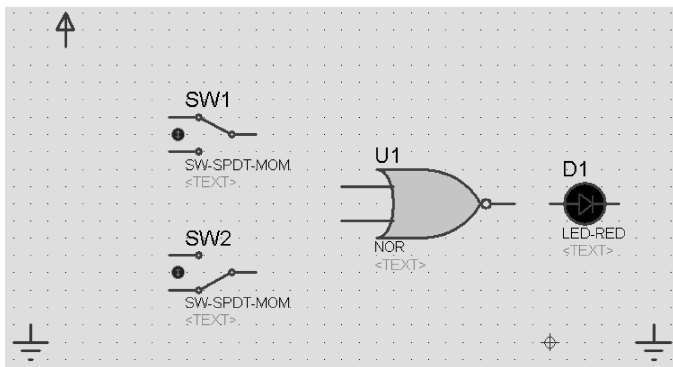 SW1
SW-SPDT-MOM
<TEXT>
U1
NOR
<TEXT>
D1
LED-RED
<TEXT>
SW2
SW-SPDT-MOM
<TEXT>